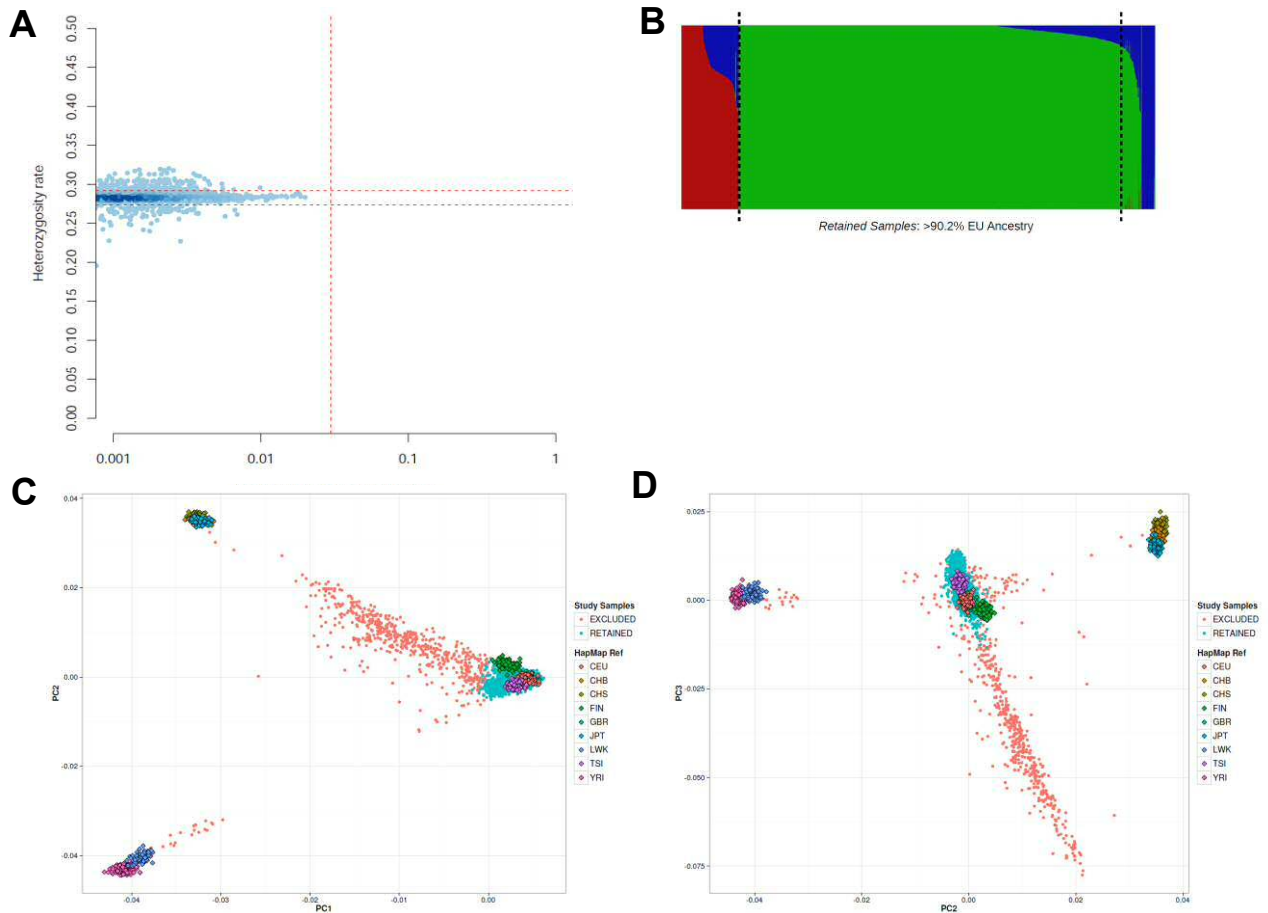 A
Heterozygosity rate
0.50
0.45
0.40
0.35
0.30
0.25
0.20
0.15
0.10
0.05
0.00
0.001
0.01
0.1
1
B
Retained Samples: >90.2% EU Ancestry
C
PC2
0.04
0.02
0.00
-0.02
-0.04
-0.04
-0.03
-0.02
-0.01
0.00
PC1
Study Samples
EXCLUDED
RETAINED
HapMap Ref
CEU
CHB
CHS
FIN
GBR
JPT
LWK
TSI
YRI
D
PC3
0.025
0.000
-0.025
-0.050
-0.075
-0.04
-0.02
0.00
0.02
0.04
PC2
Study Samples
EXCLUDED
RETAINED
HapMap Ref
CEU
CHB
CHS
FIN
GBR
JPT
LWK
TSI
YRI